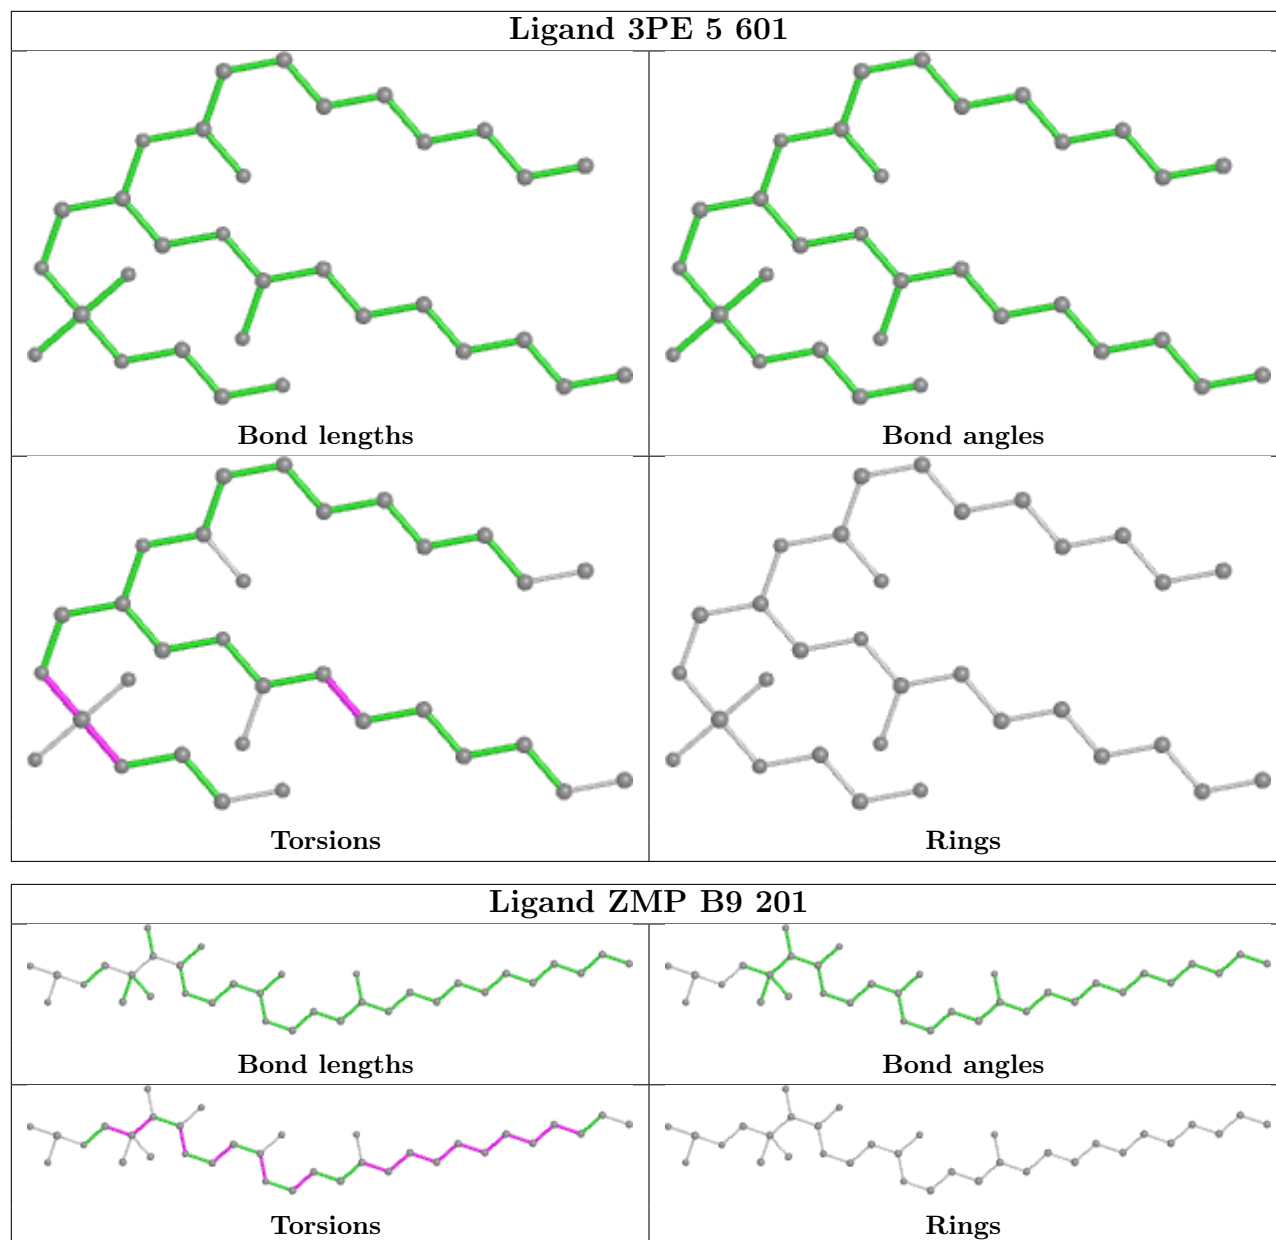 Ligand 3PE 5 601
Bond lengths
Bond angles
Torsions
Rings
Ligand ZMP B9 201
Bond lengths
Bond angles
Torsions
Rings